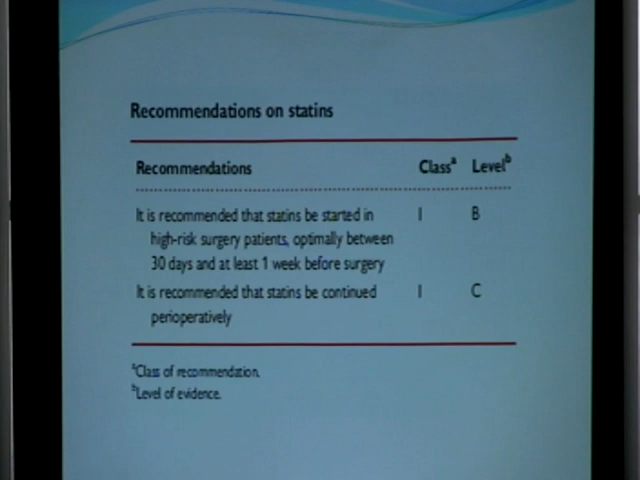 Recommendations on statins
Recommendations Classᵃ Levelᵇ
It is recommended that statins be started in I B
high-risk surgery patients, optimally between
30 days and at least 1 week before surgery
It is recommended that statins be continued I C
perioperatively
ᵃClass of recommendation.
ᵇLevel of evidence.